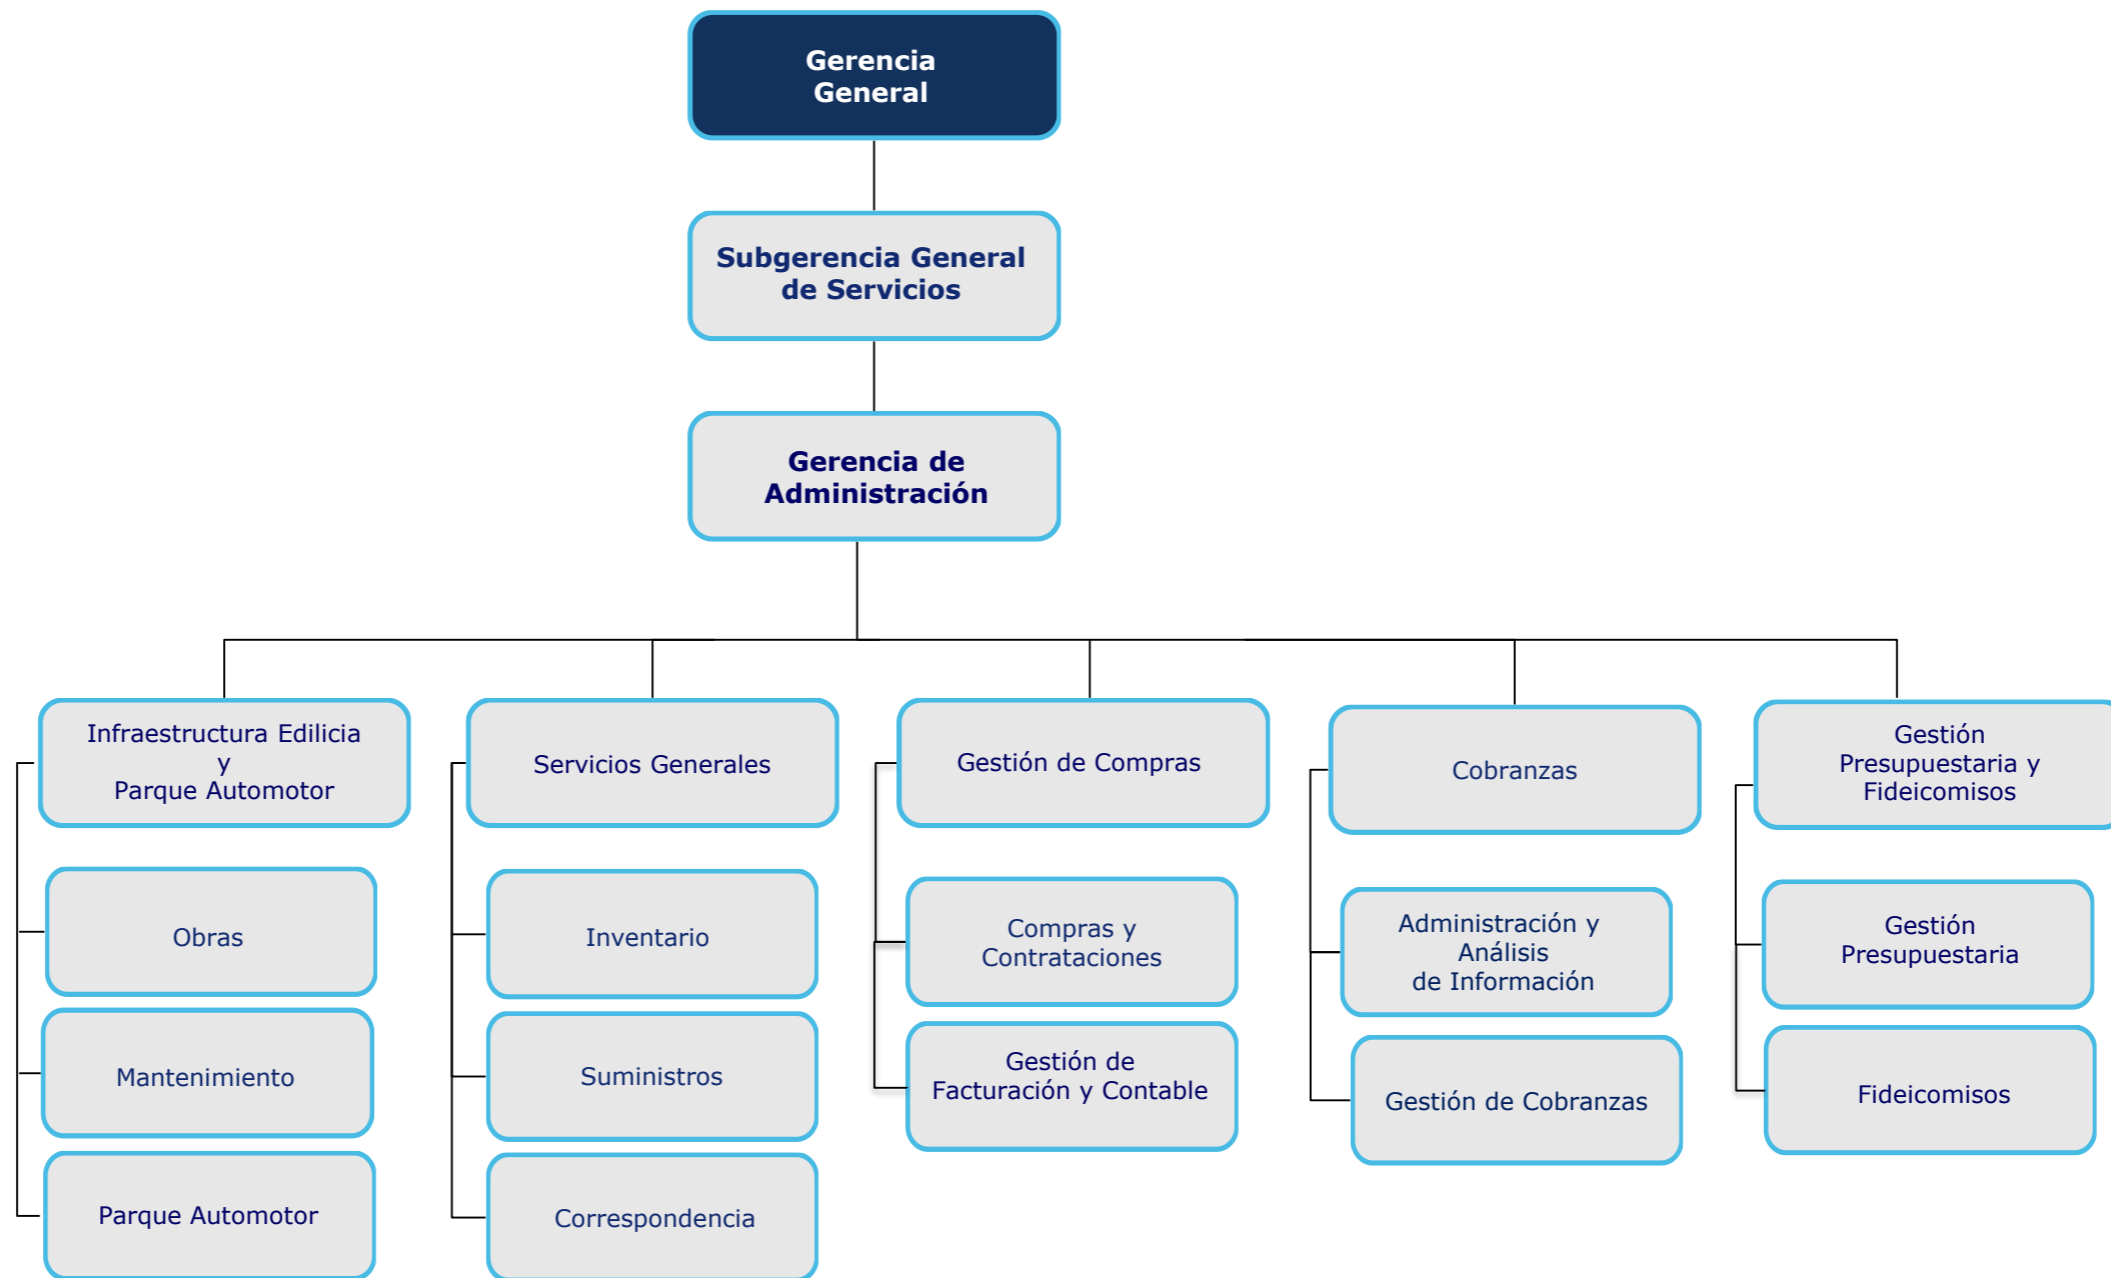 Gerencia
General
Subgerencia General
de Servicios
Gerencia de
Administración
Infraestructura Edilicia
y
Parque Automotor
Obras
Mantenimiento
Parque Automotor
Servicios Generales
Inventario
Suministros
Correspondencia
Gestión de Compras
Compras y
Contrataciones
Gestión de
Facturación y Contable
Cobranzas
Administración y
Análisis
de Información
Gestión de Cobranzas
Gestión
Presupuestaria y
Fideicomisos
Gestión
Presupuestaria
Fideicomisos